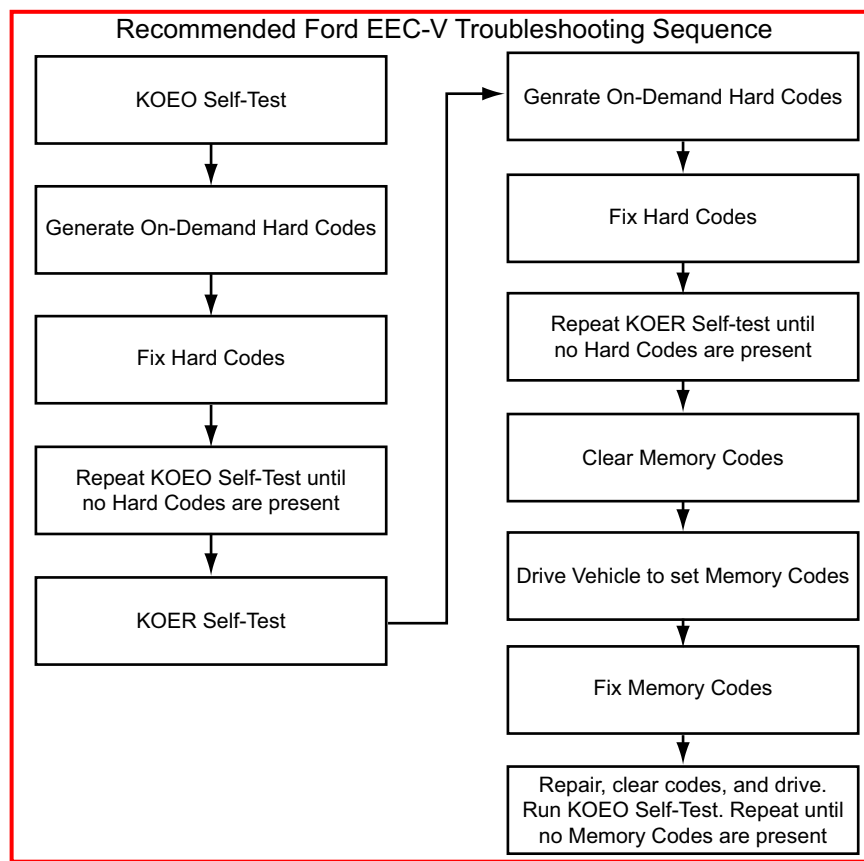 Recommended Ford EEC-V Troubleshooting Sequence
KOEO Self-Test
Generate On-Demand Hard Codes
Fix Hard Codes
Repeat KOEO Self-Test until
no Hard Codes are present
KOER Self-Test
Genrate On-Demand Hard Codes
Fix Hard Codes
Repeat KOER Self-test until
no Hard Codes are present
Clear Memory Codes
Drive Vehicle to set Memory Codes
Fix Memory Codes
Repair, clear codes, and drive.
Run KOEO Self-Test. Repeat until
no Memory Codes are present